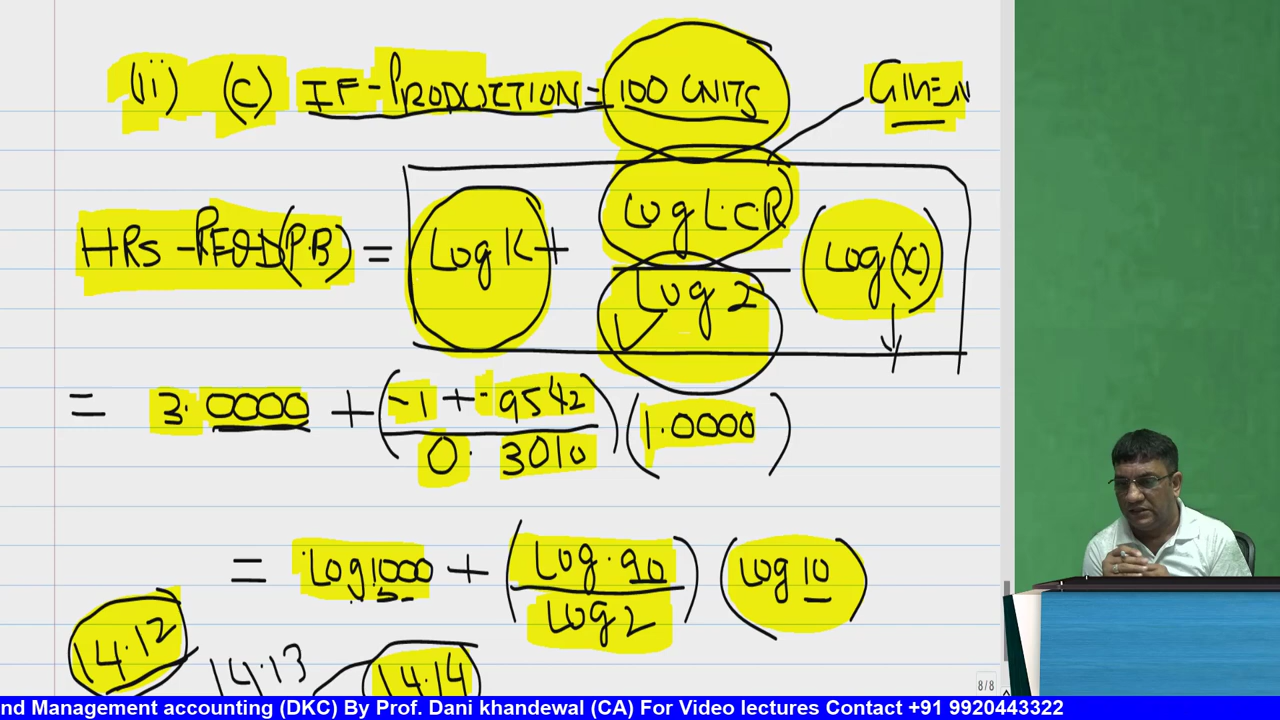 (ii) (C) IF-PRODUCTION = 100 UNITS GIVEN
HRS-REQD(P.B) = Log K + Log L.C.R / Log 2 (Log(X))
= 3.0000 + (-1 + .9542 / 0.3010) (1.0000)
= Log 1000 + (Log .90 / Log 2) (Log 10)
14.12 14.13 14.14
8/8
nd Management accounting (DKC) By Prof. Dani khandewal (CA) For Video lectures Contact +91 9920443322